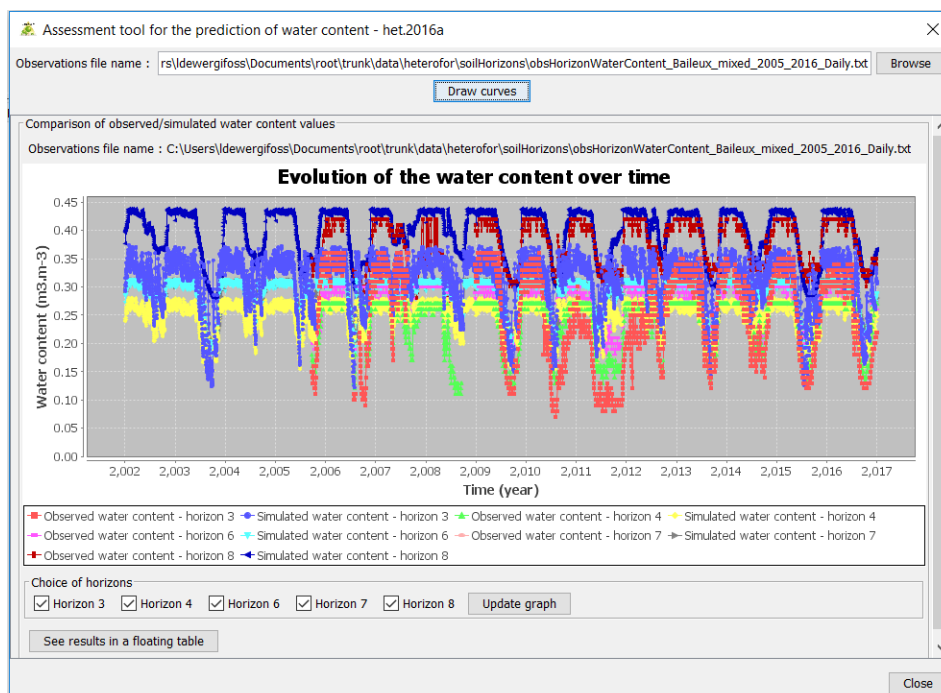 Assessment tool for the prediction of water content - het.2016a
Observations file name : rs\ldewergifoss\Documents\root\trunk\data\heterofor\soilHorizons\obsHorizonWaterContent_Baileux_mixed_2005_2016_Daily.txt Browse
Draw curves
Comparison of observed/simulated water content values
Observations file name : C:\Users\ldewergifoss\Documents\root\trunk\data\heterofor\soilHorizons\obsHorizonWaterContent_Baileux_mixed_2005_2016_Daily.txt
Evolution of the water content over time
Water content (m3.m-3)
0.45
0.40
0.35
0.30
0.25
0.20
0.15
0.10
0.05
0.00
2,002 2,003 2,004 2,005 2,006 2,007 2,008 2,009 2,010 2,011 2,012 2,013 2,014 2,015 2,016 2,017
Time (year)
Observed water content - horizon 3 Simulated water content - horizon 3 Observed water content - horizon 4 Simulated water content - horizon 4
Observed water content - horizon 6 Simulated water content - horizon 6 Observed water content - horizon 7 Simulated water content - horizon 7
Observed water content - horizon 8 Simulated water content - horizon 8
Choice of horizons
Horizon 3 Horizon 4 Horizon 6 Horizon 7 Horizon 8 Update graph
See results in a floating table
Close